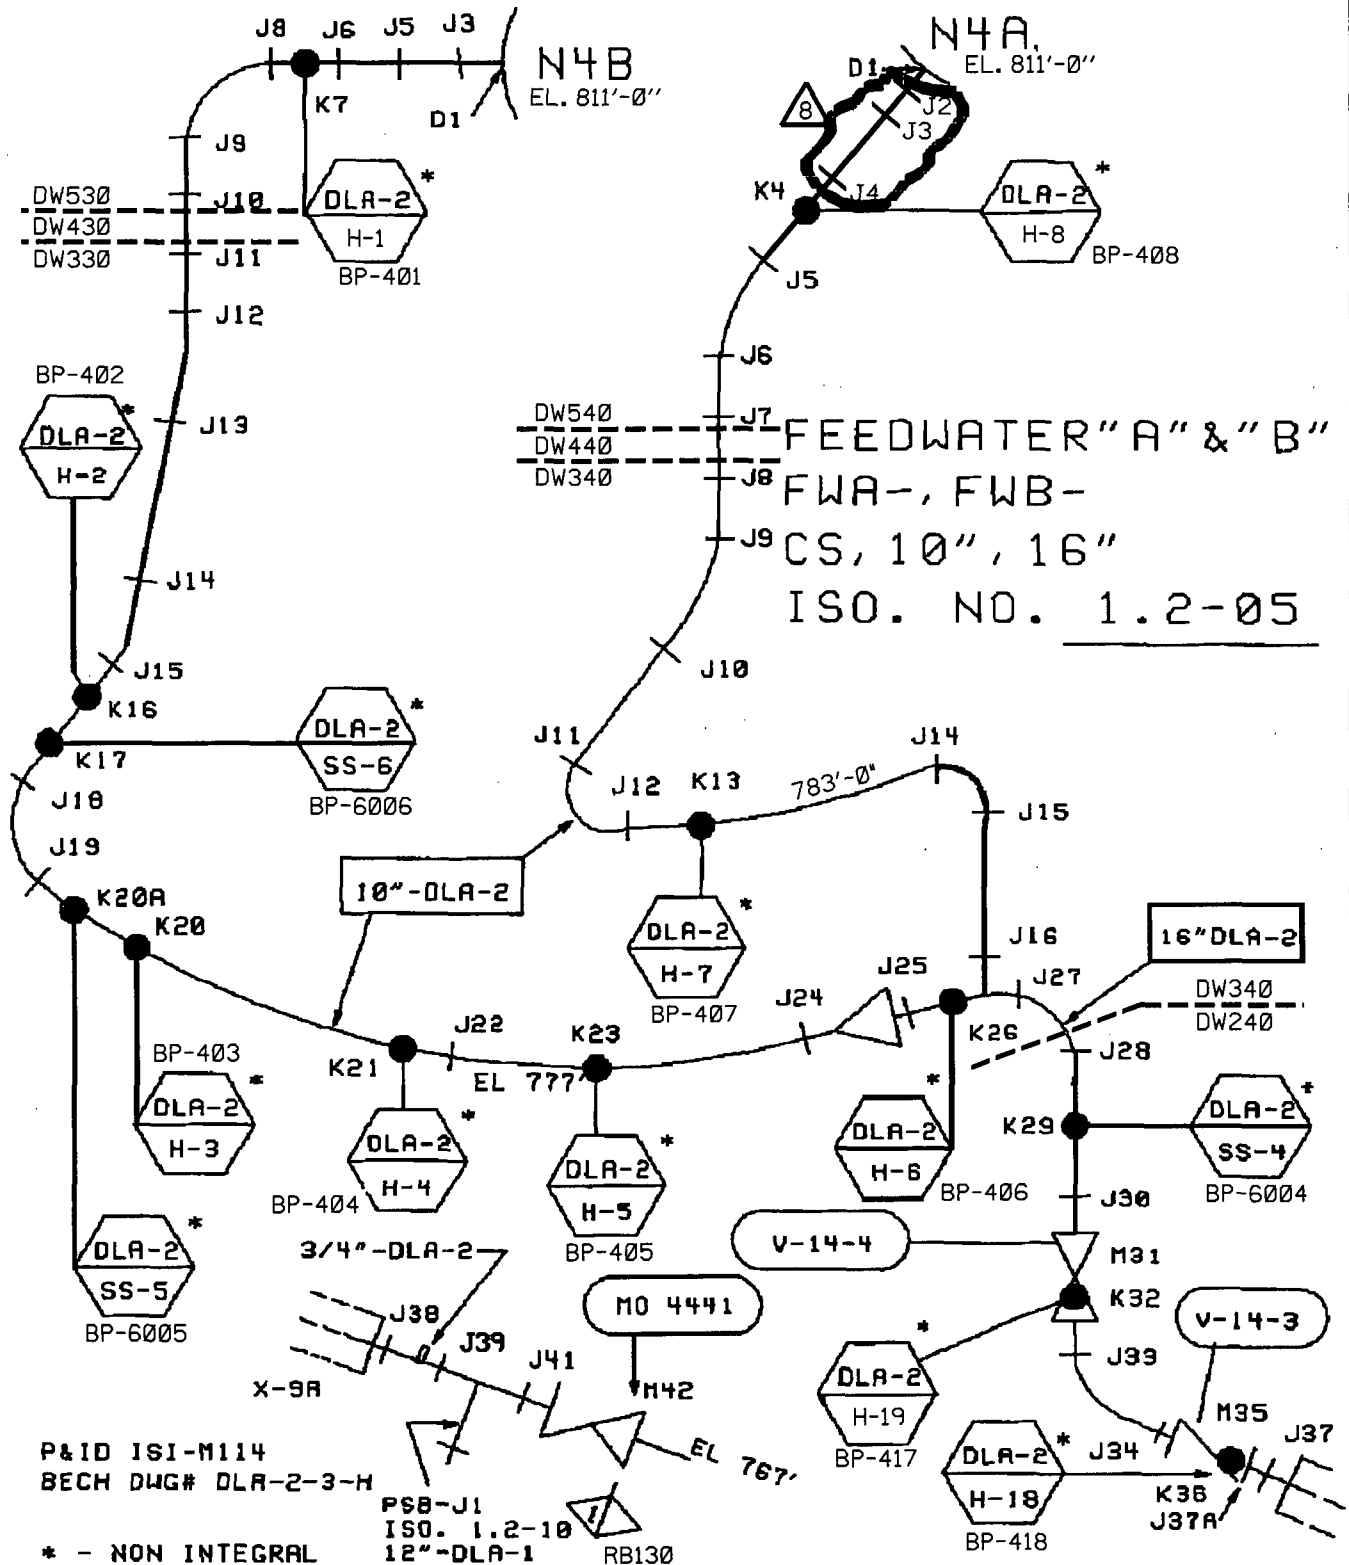 J8
J6
J5
J3
N4B
EL. 811'-0"
K7
D1
N4A.
EL. 811'-0"
D1
8
J2
J3
J4
K4
J9
J10
DW530
DW430
DW330
J11
DLA-2
*
H-1
BP-401
DLA-2
*
H-8
BP-408
J5
J12
J6
BP-402
DLA-2
*
H-2
J13
DW540
DW440
DW340
J7
J8
J9
FEEDWATER"A"&"B"
FWA-, FWB-
CS, 10", 16"
ISO. NO. 1.2-05
J14
J15
K16
J10
DLA-2
*
SS-6
BP-6006
K17
J18
J11
J12
K13
783'-0"
J14
J15
J19
10"-DLA-2
K20A
K20
DLA-2
*
H-7
BP-407
J16
16"DLA-2
J25
J27
DW340
DW240
J24
K26
J28
BP-403
K21
J22
EL 777'
K23
DLA-2
*
H-3
DLA-2
*
H-4
BP-404
DLA-2
*
H-5
BP-405
DLA-2
*
H-6
BP-406
K29
DLA-2
*
SS-4
BP-6004
J30
DLA-2
*
SS-5
BP-6005
3/4"-DLA-2
V-14-4
M31
MO 4441
K32
V-14-3
J38
J39
J41
M42
X-9A
DLA-2
*
H-19
BP-417
J33
M35
J34
J37
DLA-2
*
H-18
BP-418
K36
J37A
EL 767'
P&ID ISI-M114
BECH DWG# DLA-2-3-H
PSB-J1
ISO. 1.2-10
12"-DLA-1
1
RB130
* - NON INTEGRAL